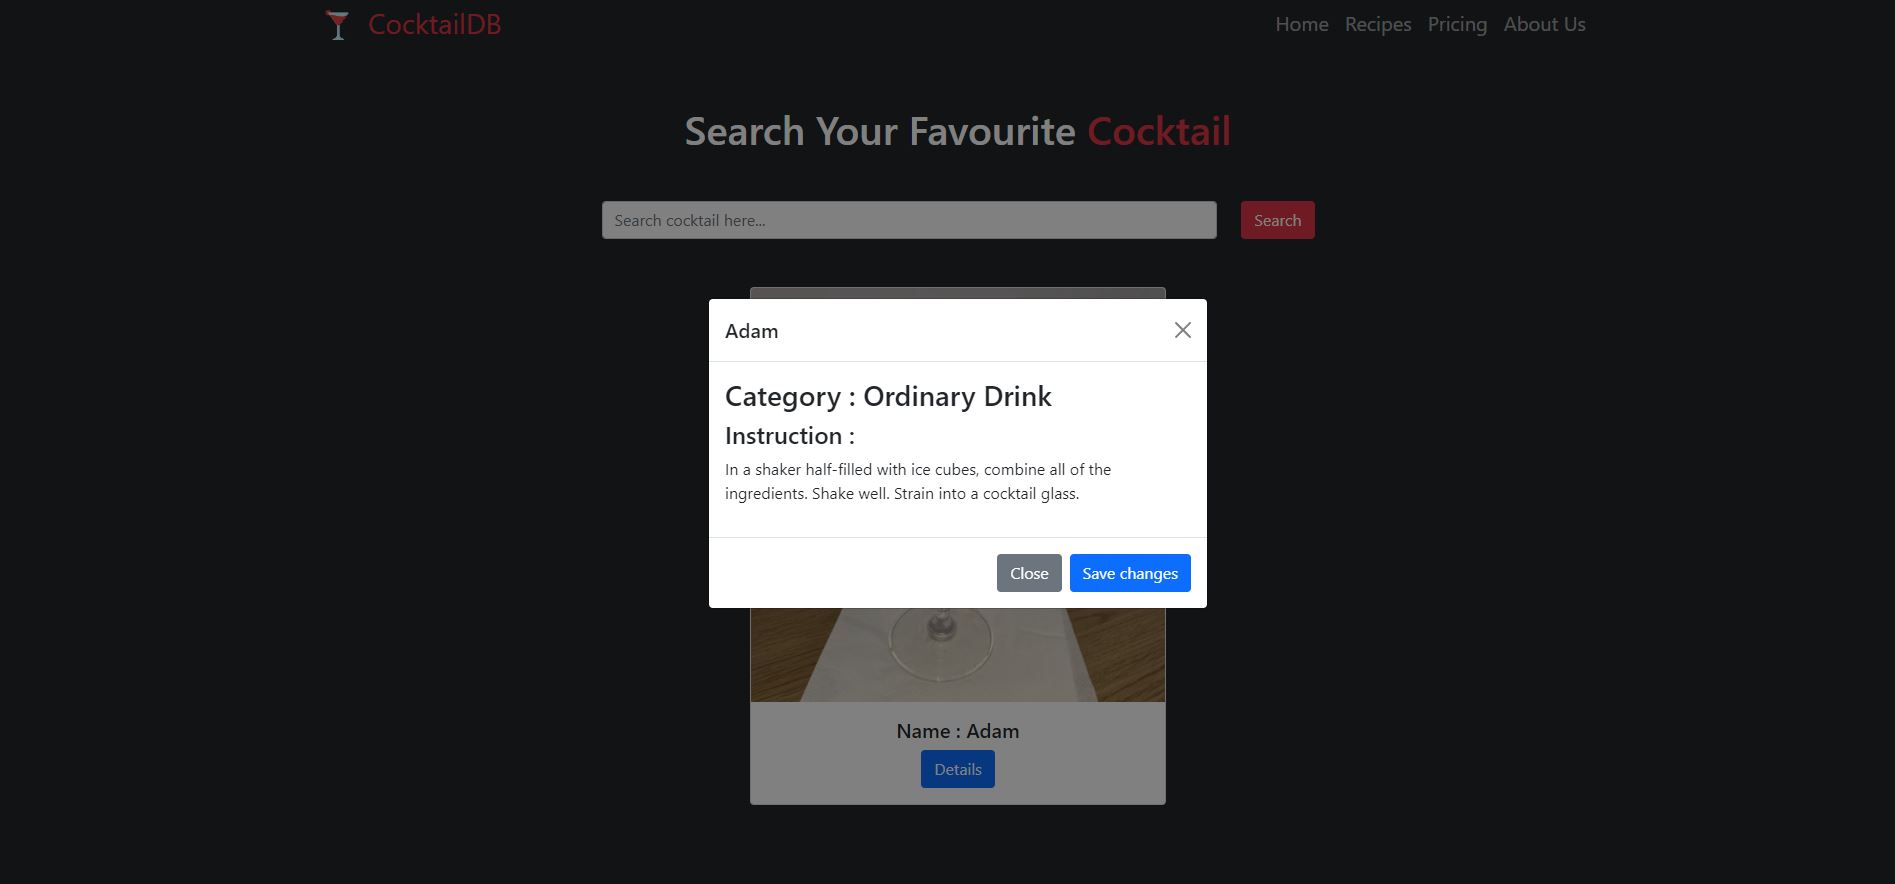 CocktailDB
Home Recipes Pricing About Us
Search Your Favourite Cocktail
Search cocktail here...
Search
Adam
Category : Ordinary Drink
Instruction :
In a shaker half-filled with ice cubes, combine all of the
ingredients. Shake well. Strain into a cocktail glass.
Close
Save changes
Name : Adam
Details